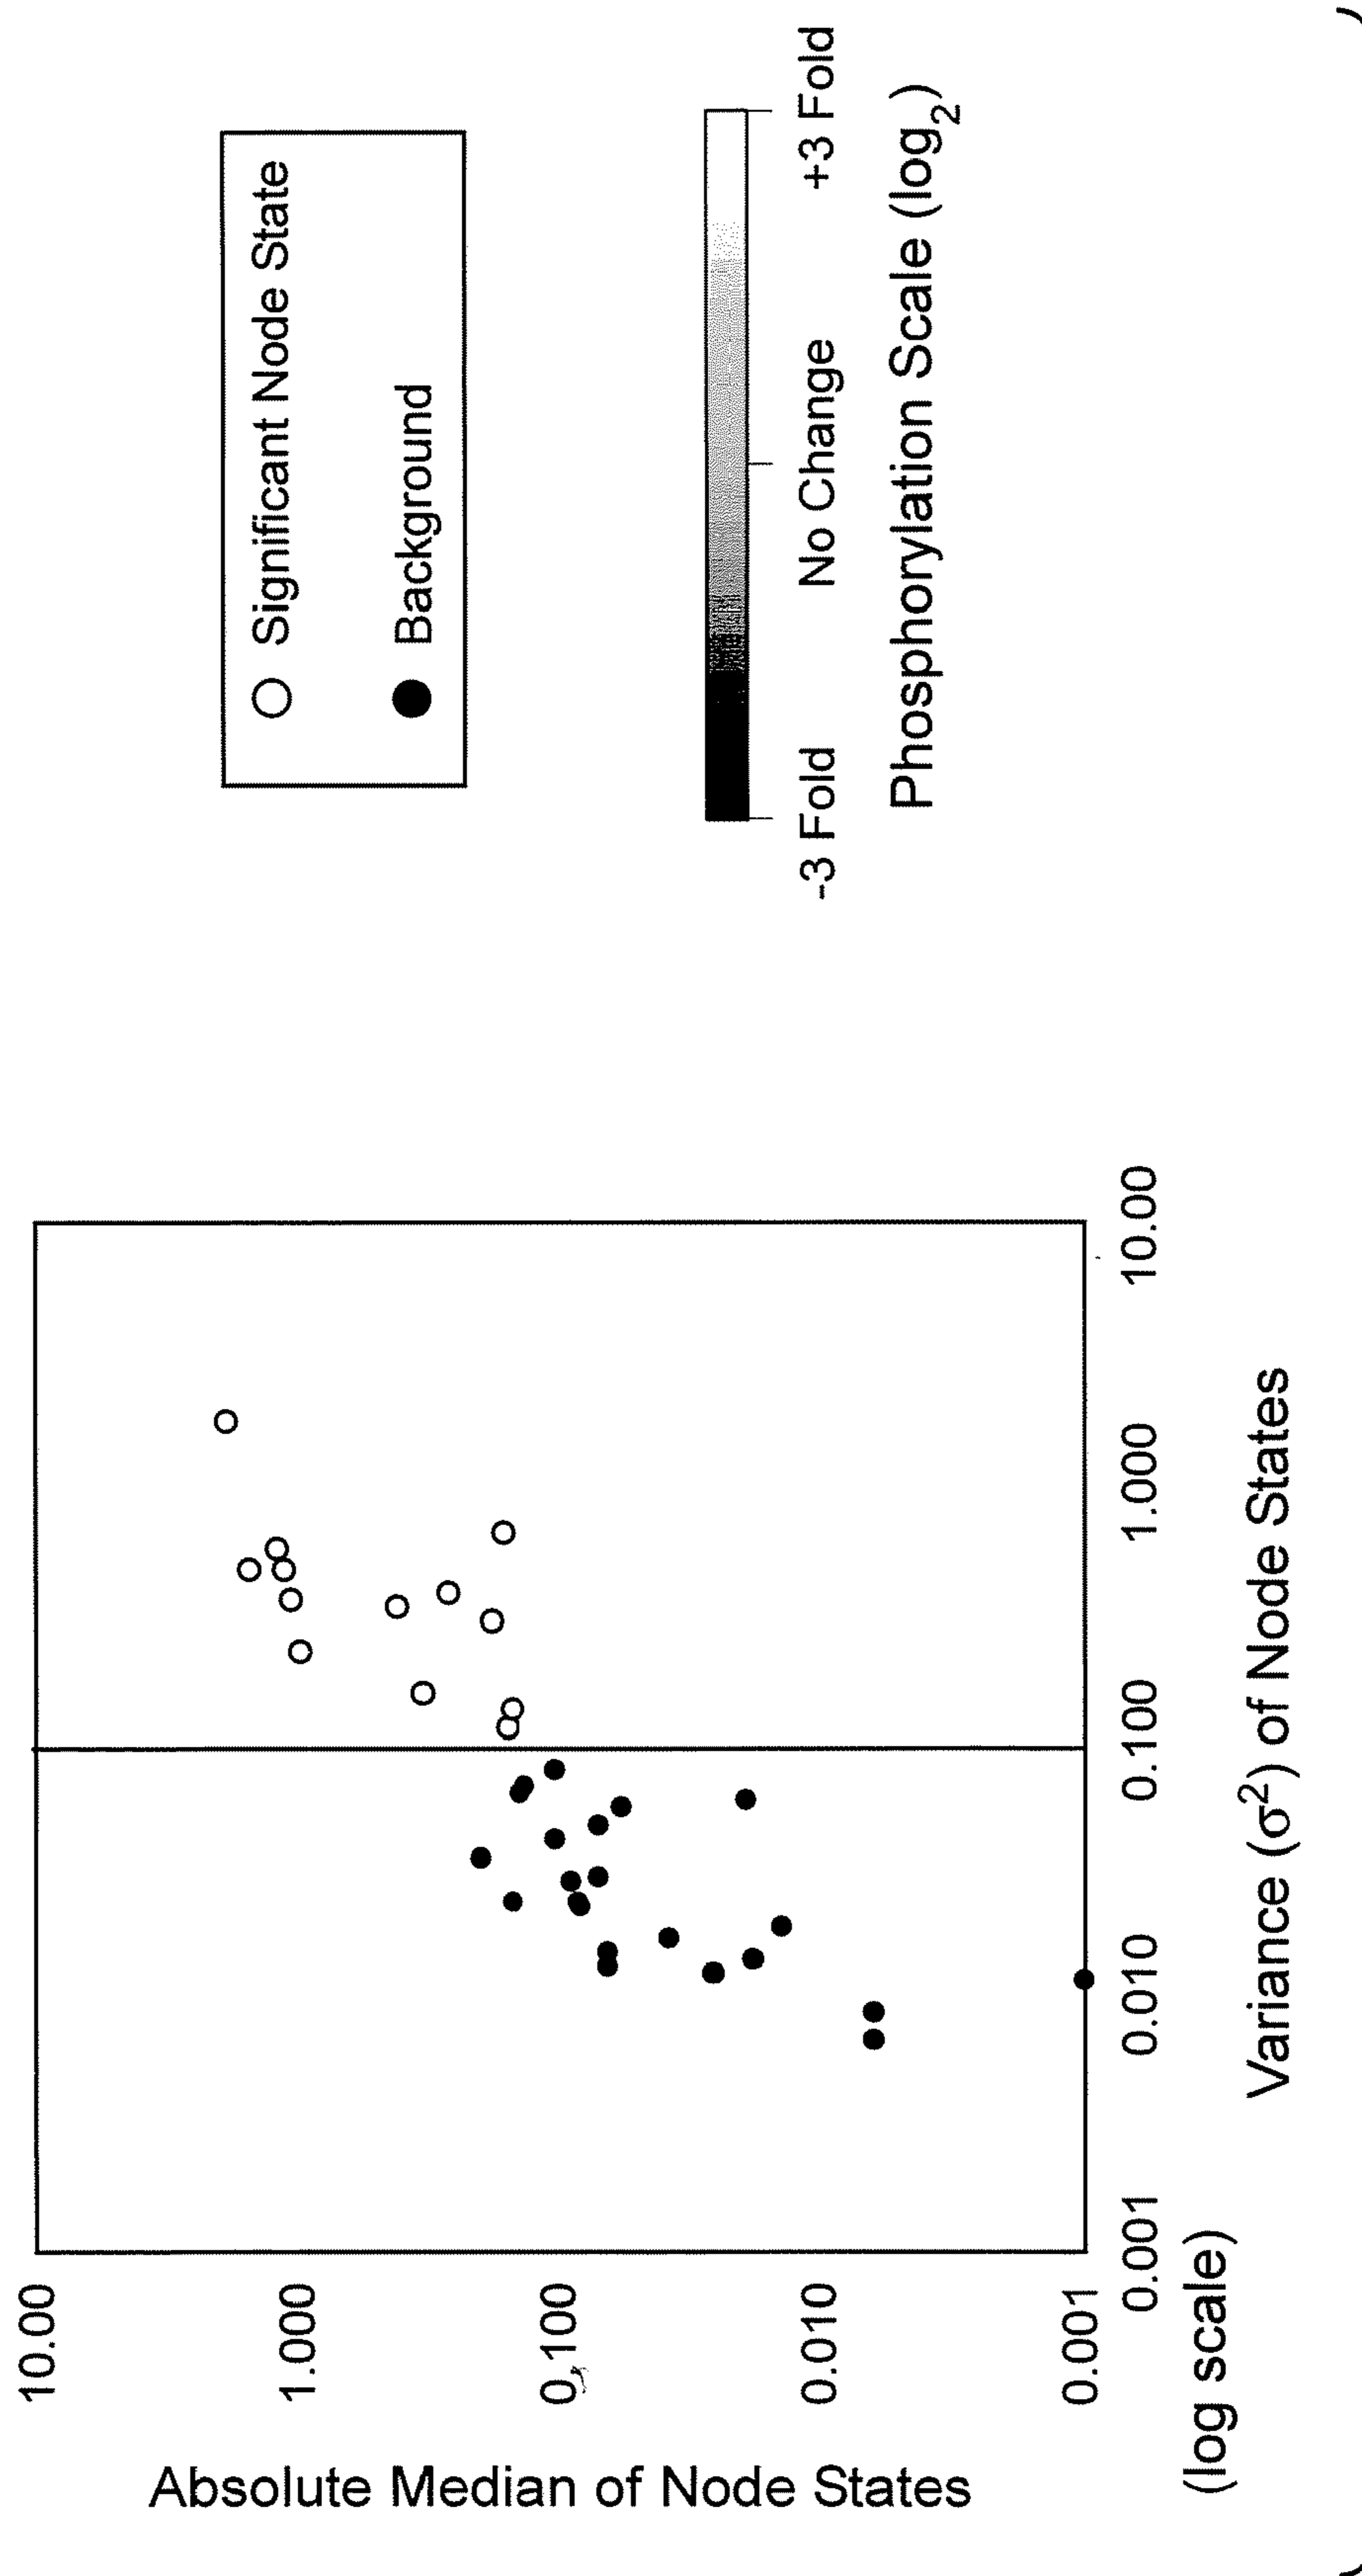 Absolute Median of Node States
10.00
1.000
0.100
0.010
0.001
0.001
0.010
0.100
1.000
10.00
(log scale)
Variance (σ²) of Node States
Significant Node State
Background
-3 Fold
No Change
+3 Fold
Phosphorylation Scale (log₂)